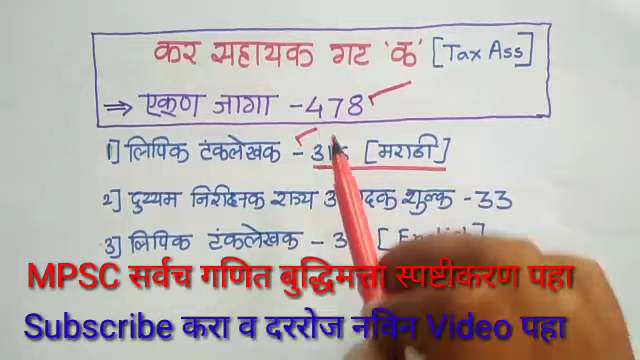 कर सहायक गट 'क' [Tax Ass]
⇒ एकूण जागा - 478
1] लिपिक टंकलेखक - [मराठी]
2] दुय्यम निरीक्षक राज्य शुल्क - 33
3] लिपिक टंकलेखक -
MPSC सर्वच गणित बुद्धिमत्ता स्पष्टीकरण पहा
Subscribe करा व दररोज नविन Video पहा